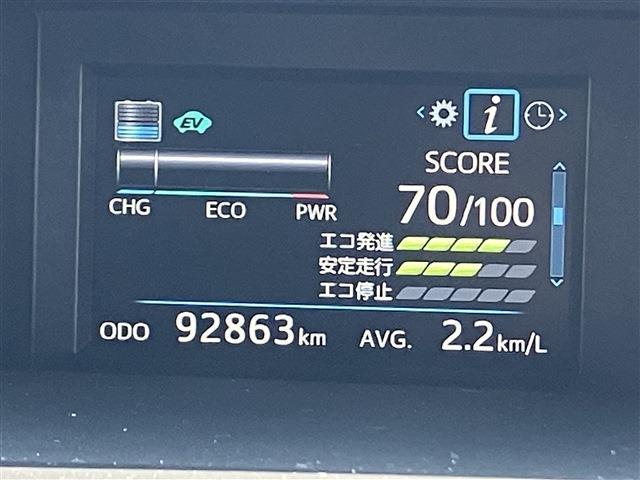 EV
i
SCORE
70/100
CHG ECO PWR
エコ発進
安定走行
エコ停止
ODO 92863km AVG. 2.2km/L